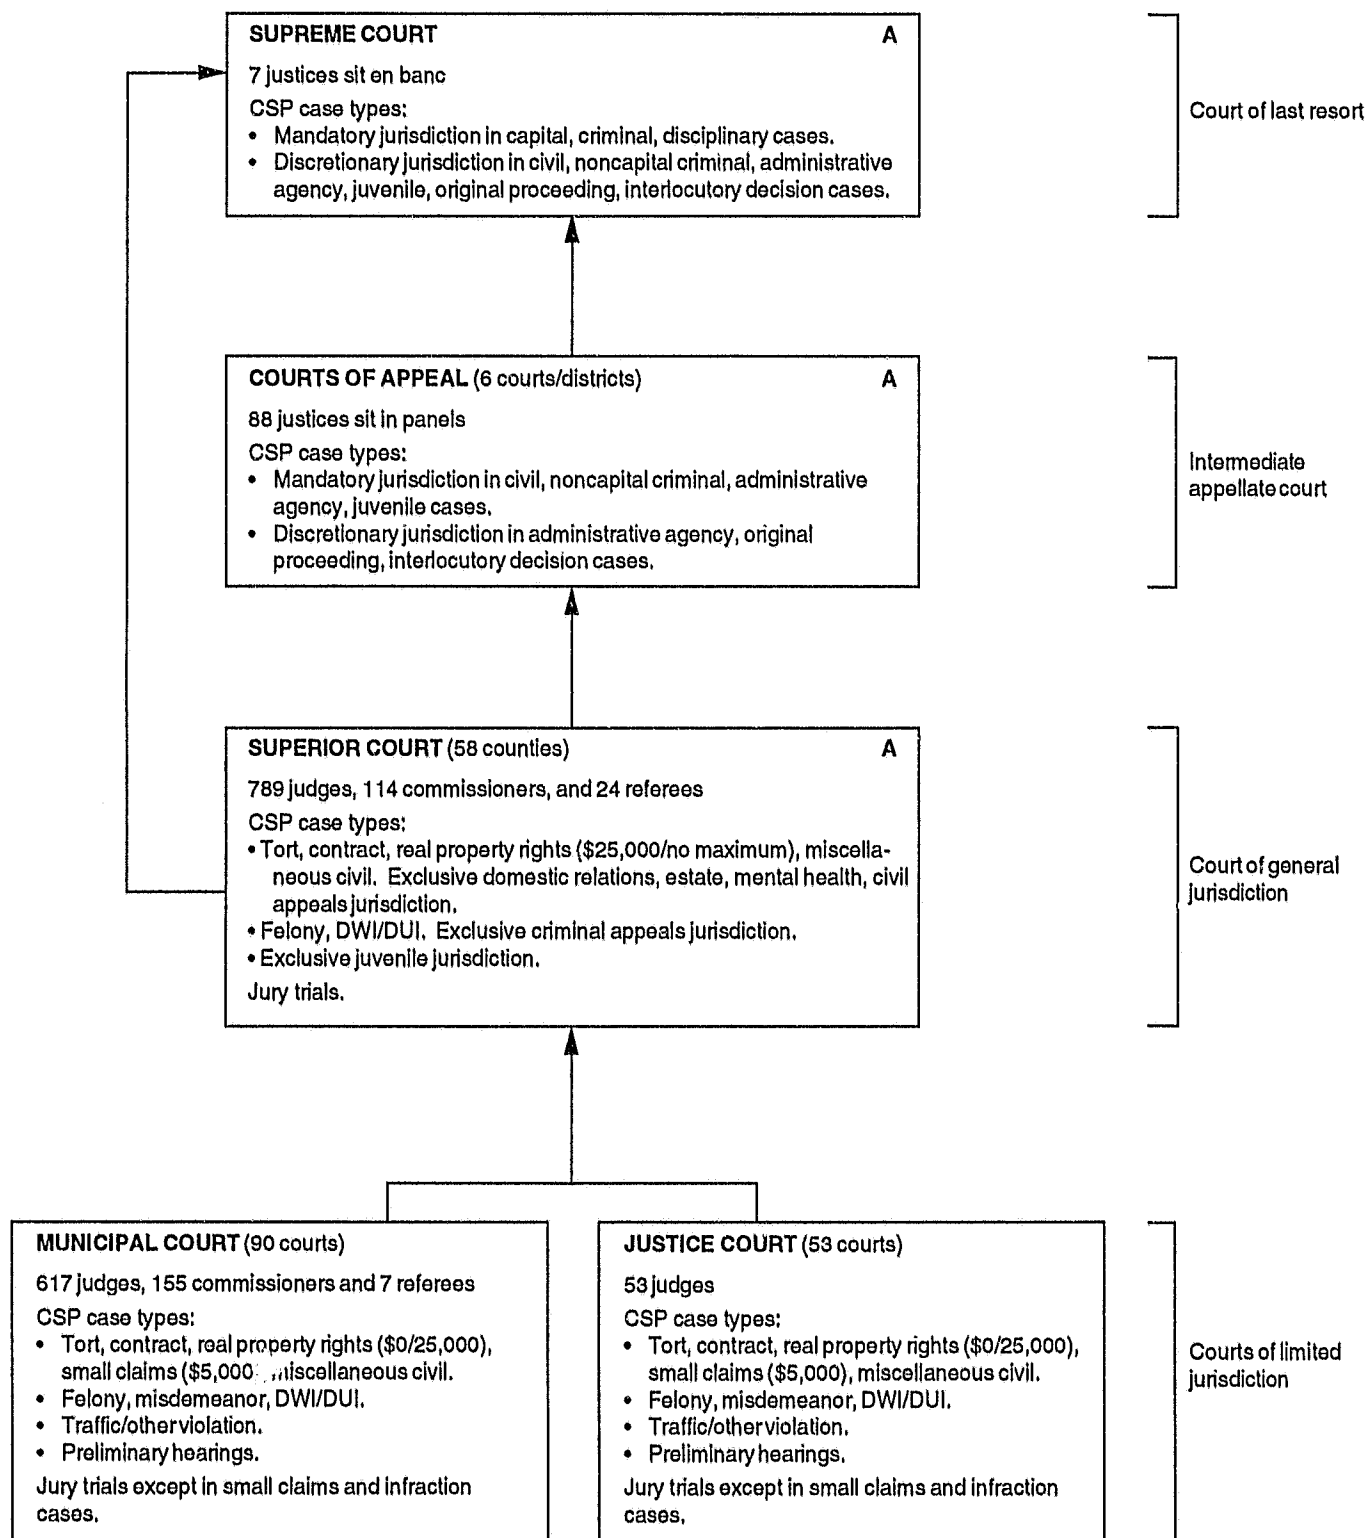 SUPREME COURT A
7 justices sit en banc
CSP case types:
• Mandatory jurisdiction in capital, criminal, disciplinary cases.
• Discretionary jurisdiction in civil, noncapital criminal, administrative
agency, juvenile, original proceeding, interlocutory decision cases.
Court of last resort
COURTS OF APPEAL (6 courts/districts) A
88 justices sit in panels
CSP case types:
• Mandatory jurisdiction in civil, noncapital criminal, administrative
agency, juvenile cases.
• Discretionary jurisdiction in administrative agency, original
proceeding, interlocutory decision cases.
Intermediate
appellate court
SUPERIOR COURT (58 counties) A
789 judges, 114 commissioners, and 24 referees
CSP case types:
• Tort, contract, real property rights ($25,000/no maximum), miscella-
neous civil. Exclusive domestic relations, estate, mental health, civil
appeals jurisdiction.
• Felony, DWI/DUI. Exclusive criminal appeals jurisdiction.
• Exclusive juvenile jurisdiction.
Jury trials.
Court of general
jurisdiction
MUNICIPAL COURT (90 courts)
617 judges, 155 commissioners and 7 referees
CSP case types:
• Tort, contract, real property rights ($0/25,000),
small claims ($5,000 miscellaneous civil.
• Felony, misdemeanor, DWI/DUI.
• Traffic/other violation.
• Preliminary hearings.
Jury trials except in small claims and infraction
cases.
JUSTICE COURT (53 courts)
53 judges
CSP case types:
• Tort, contract, real property rights ($0/25,000),
small claims ($5,000), miscellaneous civil.
• Felony, misdemeanor, DWI/DUI.
• Traffic/other violation.
• Preliminary hearings.
Jury trials except in small claims and infraction
cases.
Courts of limited
jurisdiction